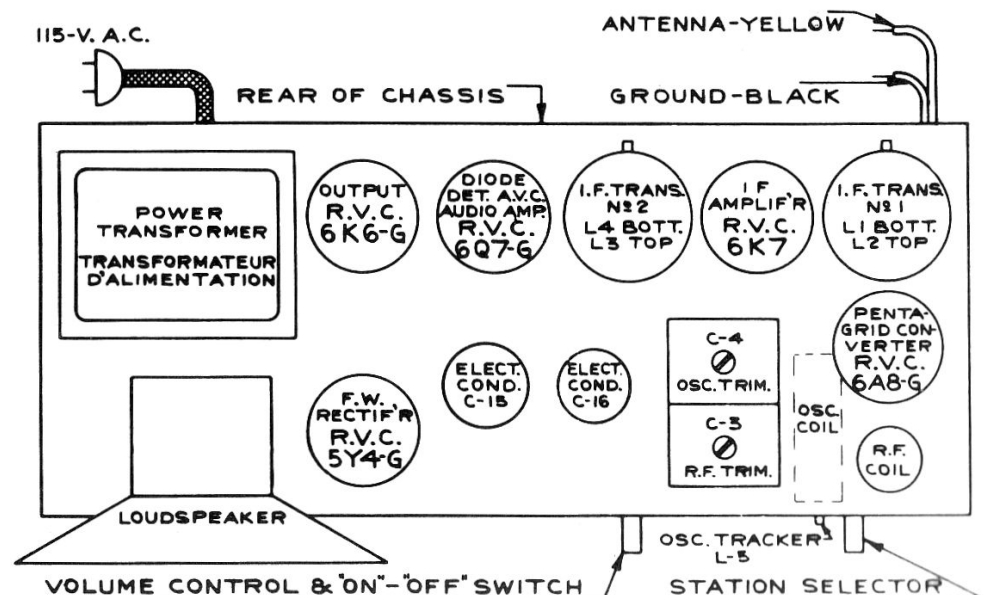 115-V. A.C.
ANTENNA-YELLOW
REAR OF CHASSIS
GROUND-BLACK
POWER
TRANSFORMER
TRANSFORMATEUR
D'ALIMENTATION
OUTPUT
R.V.C.
6K6-G
DIODE
DET. A.V.C.
AUDIO AMP.
R.V.C.
6Q7-G
I.F. TRANS.
Nº 2
L4 BOTT.
L3 TOP
I F
AMPLIF'R
R.V.C.
6K7
I.F. TRANS.
Nº 1
L1 BOTT.
L2 TOP
PENTA-
GRID CON-
VERTER
R.V.C.
6A8-G
F.W.
RECTIF'R
R.V.C.
5Y4-G
ELECT.
COND.
C-15
ELECT.
COND.
C-16
C-4
OSC. TRIM.
C-3
R.F. TRIM.
OSC.
COIL
R.F.
COIL
LOUDSPEAKER
OSC. TRACKER
L-5
VOLUME CONTROL & "ON"-"OFF" SWITCH
STATION SELECTOR